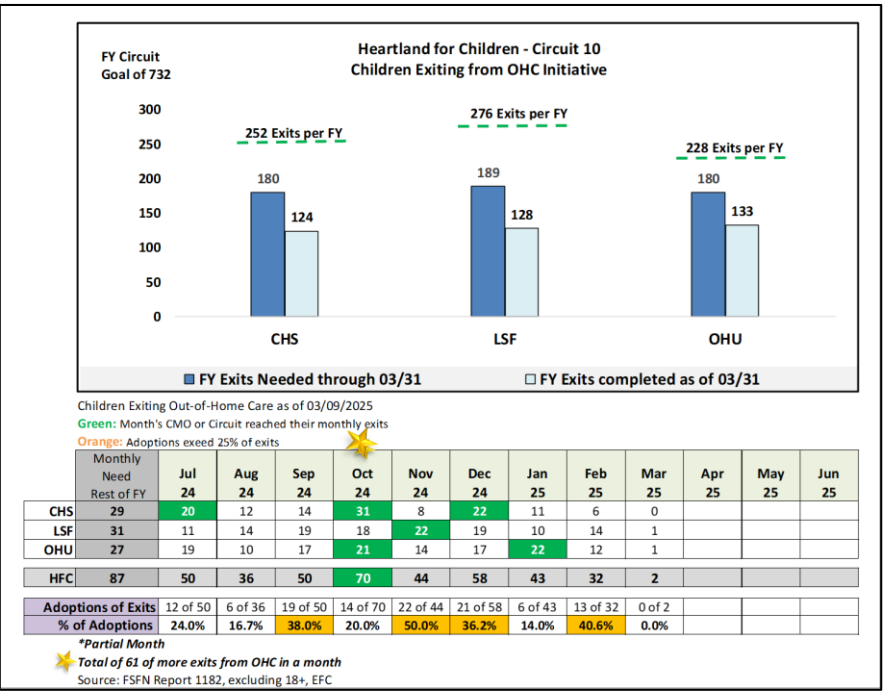 FY Circuit
Goal of 732
Heartland for Children - Circuit 10
Children Exiting from OHC Initiative
300
250
200
150
100
50
0
252 Exits per FY
276 Exits per FY
228 Exits per FY
180
124
189
128
180
133
CHS
LSF
OHU
FY Exits Needed through 03/31
FY Exits completed as of 03/31
Children Exiting Out-of-Home Care as of 03/09/2025
Green: Month's CMO or Circuit reached their monthly exits
Orange: Adoptions exeed 25% of exits
Monthly Need Rest of FY Jul 24 Aug 24 Sep 24 Oct 24 Nov 24 Dec 24 Jan 25 Feb 25 Mar 25 Apr 25 May 25 Jun 25
CHS 29 20 12 14 31 8 22 11 6 0
LSF 31 11 14 19 18 22 19 10 14 1
OHU 27 19 10 17 21 14 17 22 12 1
HFC 87 50 36 50 70 44 58 43 32 2
Adoptions of Exits 12 of 50 6 of 36 19 of 50 14 of 70 22 of 44 21 of 58 6 of 43 13 of 32 0 of 2
% of Adoptions 24.0% 16.7% 38.0% 20.0% 50.0% 36.2% 14.0% 40.6% 0.0%
*Partial Month
Total of 61 of more exits from OHC in a month
Source: FSFN Report 1182, excluding 18+, EFC